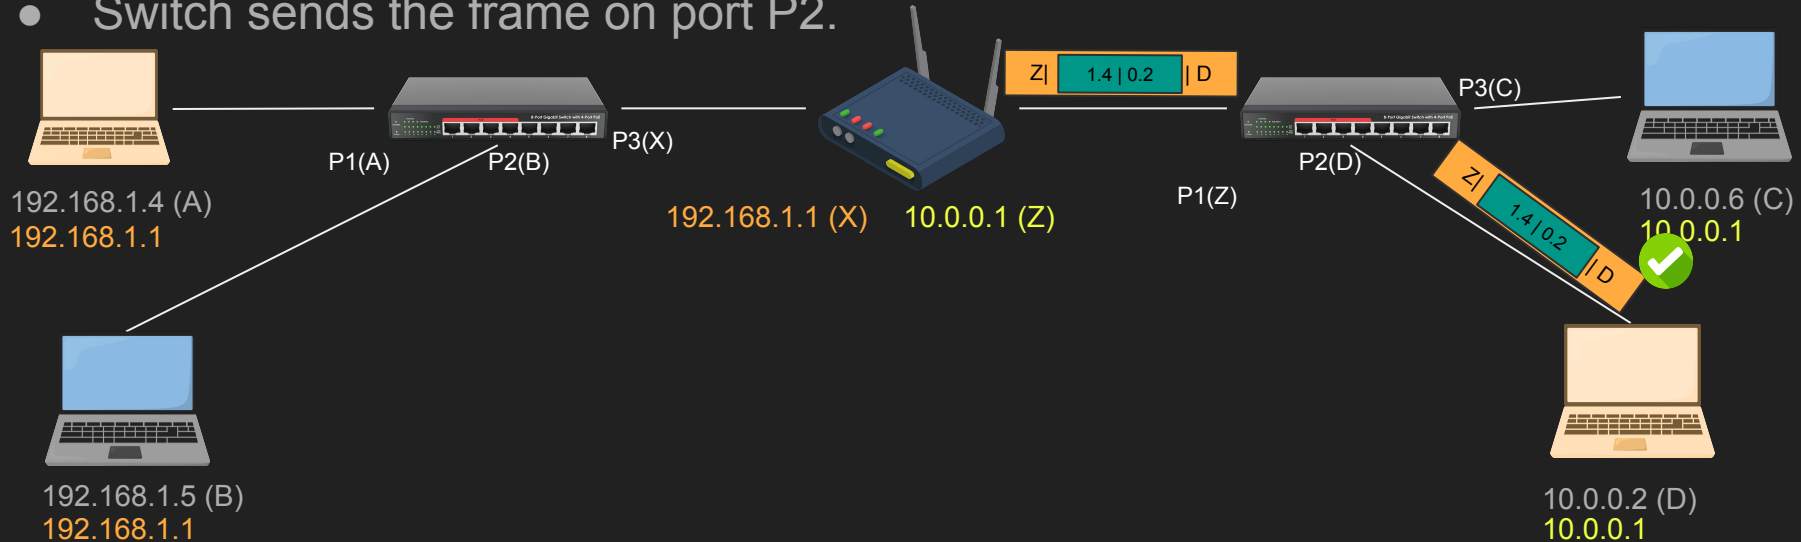 ● Switch sends the frame on port P2.
Z| 1.4 | 0.2 | D
P3(C)
P1(A)
P2(B)
P3(X)
P2(D)
P1(Z)
Z| 1.4 | 0.2 | D
192.168.1.4 (A)
192.168.1.1
192.168.1.1 (X)
10.0.0.1 (Z)
10.0.0.6 (C)
10.0.0.1
192.168.1.5 (B)
192.168.1.1
10.0.0.2 (D)
10.0.0.1